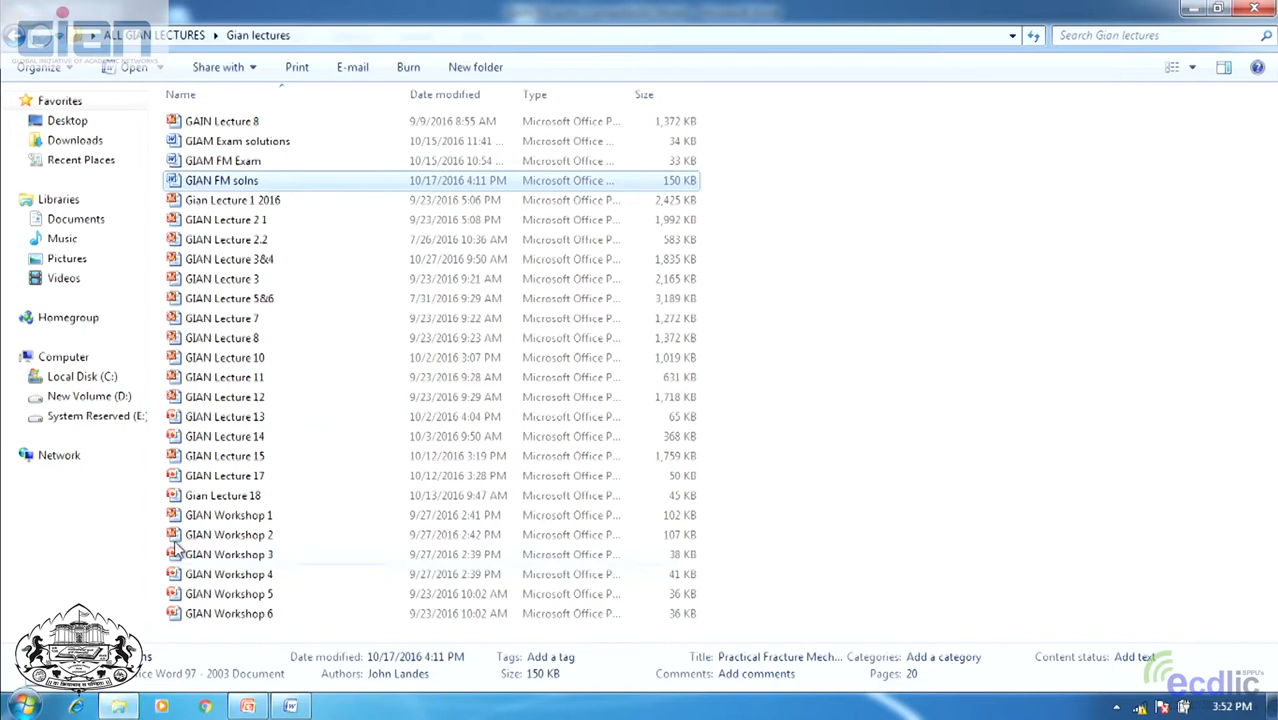 gian
GLOBAL INITIATIVE OF ACADEMIC NETWORKS
ALL GIAN LECTURES Gian lectures Search Gian lectures
Organize Open Share with Print E-mail Burn New folder
Name Date modified Type Size
Favorites
Desktop
Downloads
Recent Places
Libraries
Documents
Music
Pictures
Videos
Homegroup
Computer
Local Disk (C:)
New Volume (D:)
System Reserved (E:)
Network
GAIN Lecture 8 9/9/2016 8:55 AM Microsoft Office P... 1,372 KB
GIAM Exam solutions 10/15/2016 11:41 ... Microsoft Office ... 34 KB
GIAM FM Exam 10/15/2016 10:54 ... Microsoft Office ... 33 KB
GIAN FM solns 10/17/2016 4:11 PM Microsoft Office ... 150 KB
Gian Lecture 1 2016 9/23/2016 5:06 PM Microsoft Office P... 2,425 KB
GIAN Lecture 2 1 9/23/2016 5:08 PM Microsoft Office P... 1,992 KB
GIAN Lecture 2.2 7/26/2016 10:36 AM Microsoft Office P... 583 KB
GIAN Lecture 3&4 10/27/2016 9:50 AM Microsoft Office P... 1,835 KB
GIAN Lecture 3 9/23/2016 9:21 AM Microsoft Office P... 2,165 KB
GIAN Lecture 5&6 7/31/2016 9:29 AM Microsoft Office P... 3,189 KB
GIAN Lecture 7 9/23/2016 9:22 AM Microsoft Office P... 1,272 KB
GIAN Lecture 8 9/23/2016 9:23 AM Microsoft Office P... 1,372 KB
GIAN Lecture 10 10/2/2016 3:07 PM Microsoft Office P... 1,019 KB
GIAN Lecture 11 9/23/2016 9:28 AM Microsoft Office P... 631 KB
GIAN Lecture 12 9/23/2016 9:29 AM Microsoft Office P... 1,718 KB
GIAN Lecture 13 10/2/2016 4:04 PM Microsoft Office P... 65 KB
GIAN Lecture 14 10/3/2016 9:50 AM Microsoft Office P... 368 KB
GIAN Lecture 15 10/12/2016 3:19 PM Microsoft Office P... 1,759 KB
GIAN Lecture 17 10/12/2016 3:28 PM Microsoft Office P... 50 KB
Gian Lecture 18 10/13/2016 9:47 AM Microsoft Office P... 45 KB
GIAN Workshop 1 9/27/2016 2:41 PM Microsoft Office P... 102 KB
GIAN Workshop 2 9/27/2016 2:42 PM Microsoft Office P... 107 KB
GIAN Workshop 3 9/27/2016 2:39 PM Microsoft Office P... 38 KB
GIAN Workshop 4 9/27/2016 2:39 PM Microsoft Office P... 41 KB
GIAN Workshop 5 9/23/2016 10:02 AM Microsoft Office P... 36 KB
GIAN Workshop 6 9/23/2016 10:02 AM Microsoft Office P... 36 KB
Date modified: 10/17/2016 4:11 PM Tags: Add a tag Title: Practical Fracture Mech... Categories: Add a category Content status: Add text
Word 97 - 2003 Document Authors: John Landes Size: 150 KB Comments: Add comments Pages: 20
SPPU's
ecdlic
3:52 PM